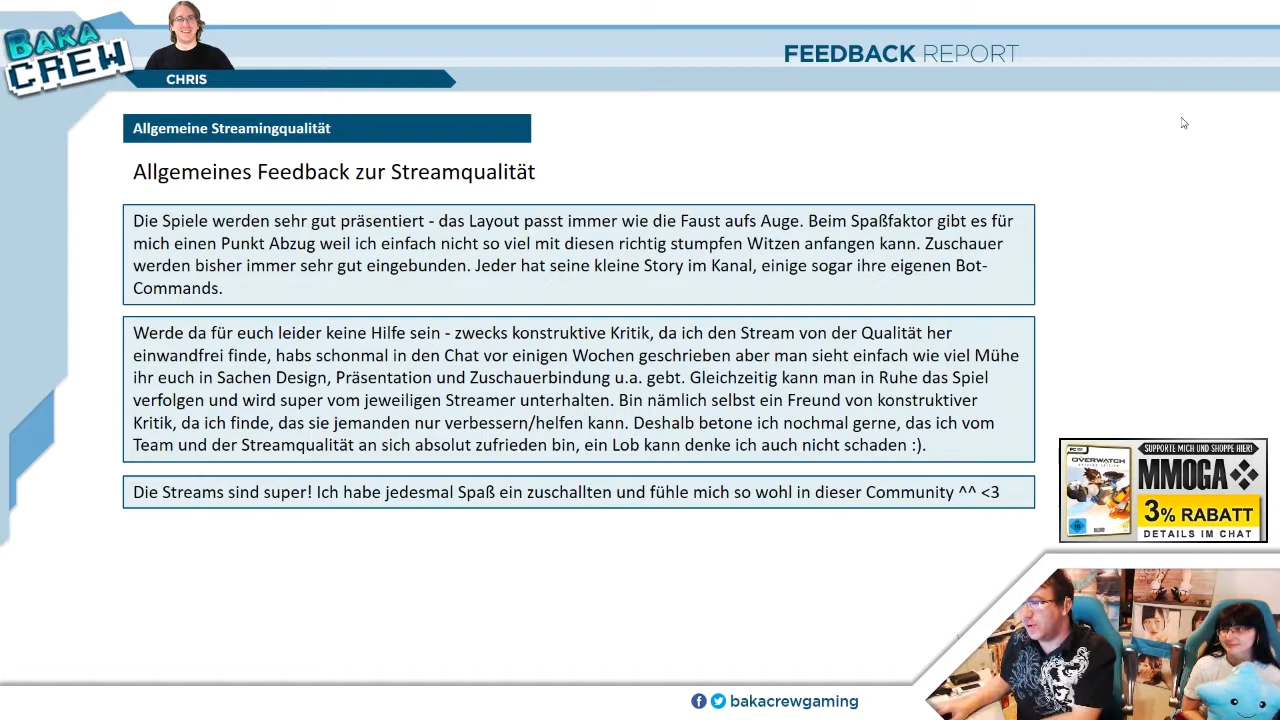 BAKA
CREW
CHRIS
FEEDBACK REPORT
Allgemeine Streamingqualität
Allgemeines Feedback zur Streamqualität
Die Spiele werden sehr gut präsentiert - das Layout passt immer wie die Faust aufs Auge. Beim Spaßfaktor gibt es für
mich einen Punkt Abzug weil ich einfach nicht so viel mit diesen richtig stumpfen Witzen anfangen kann. Zuschauer
werden bisher immer sehr gut eingebunden. Jeder hat seine kleine Story im Kanal, einige sogar ihre eigenen Bot-
Commands.
Werde da für euch leider keine Hilfe sein - zwecks konstruktive Kritik, da ich den Stream von der Qualität her
einwandfrei finde, habs schonmal in den Chat vor einigen Wochen geschrieben aber man sieht einfach wie viel Mühe
ihr euch in Sachen Design, Präsentation und Zuschauerbindung u.a. gebt. Gleichzeitig kann man in Ruhe das Spiel
verfolgen und wird super vom jeweiligen Streamer unterhalten. Bin nämlich selbst ein Freund von konstruktiver
Kritik, da ich finde, das sie jemanden nur verbessern/helfen kann. Deshalb betone ich nochmal gerne, das ich vom
Team und der Streamqualität an sich absolut zufrieden bin, ein Lob kann denke ich auch nicht schaden :).
Die Streams sind super! Ich habe jedesmal Spaß ein zuschallten und fühle mich so wohl in dieser Community ^^ <3
SUPPORTE MICH UND SHOPPE HIER!
PC
OVERWATCH
MMOGA
3% RABATT
DETAILS IM CHAT
bakacrewgaming